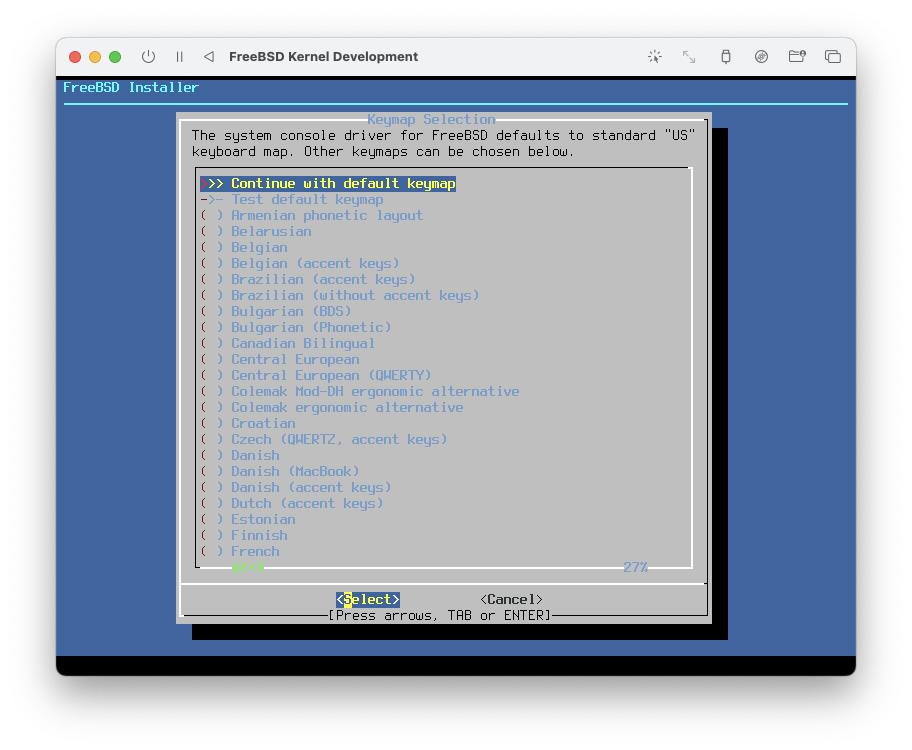 FreeBSD Kernel Development
FreeBSD Installer
Keymap Selection
The system console driver for FreeBSD defaults to standard "US"
keyboard map. Other keymaps can be chosen below.
>>> Continue with default keymap
->- Test default keymap
( ) Armenian phonetic layout
( ) Belarusian
( ) Belgian
( ) Belgian (accent keys)
( ) Brazilian (accent keys)
( ) Brazilian (without accent keys)
( ) Bulgarian (BDS)
( ) Bulgarian (Phonetic)
( ) Canadian Bilingual
( ) Central European
( ) Central European (QWERTY)
( ) Colemak Mod-DH ergonomic alternative
( ) Colemak ergonomic alternative
( ) Croatian
( ) Czech (QWERTZ, accent keys)
( ) Danish
( ) Danish (MacBook)
( ) Danish (accent keys)
( ) Dutch (accent keys)
( ) Estonian
( ) Finnish
( ) French
↓(+) 27%
<Select> <Cancel>
[Press arrows, TAB or ENTER]